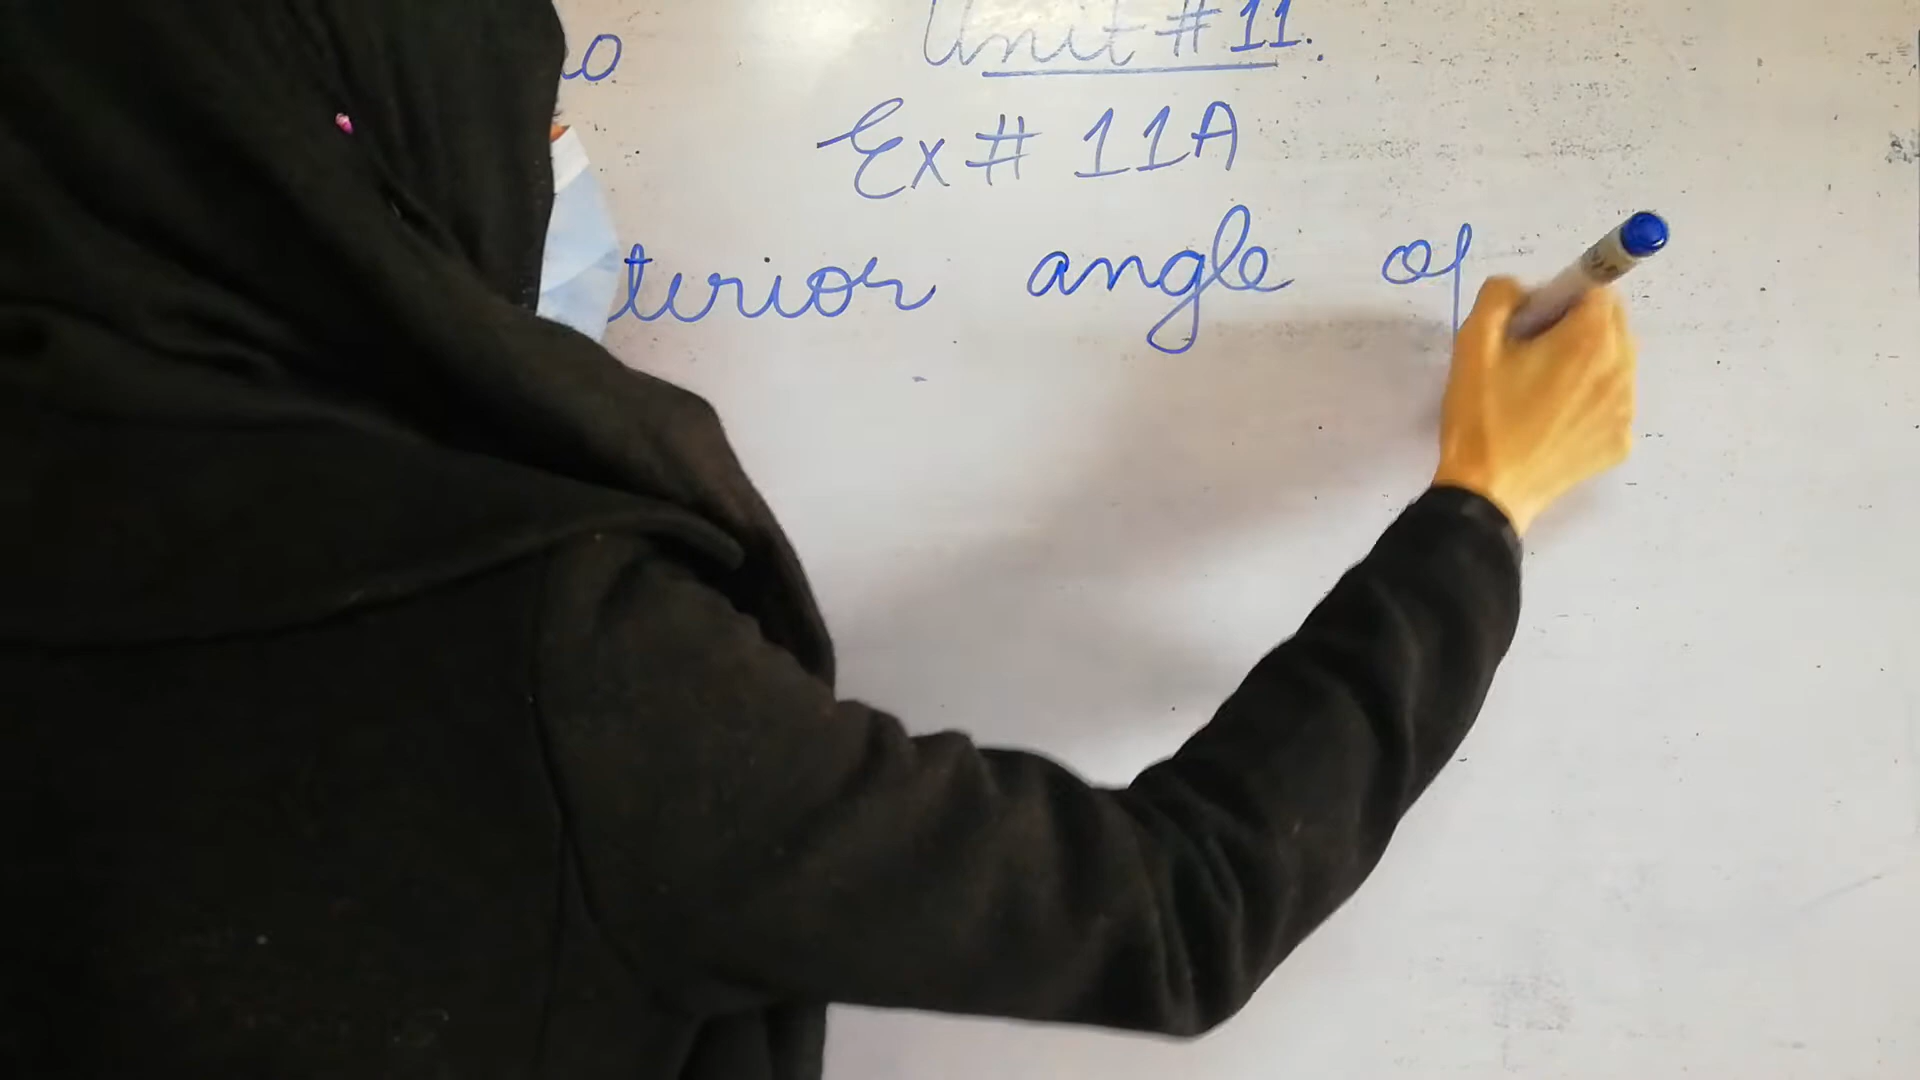 Unit # 11.
Ex # 11A
terior angle of